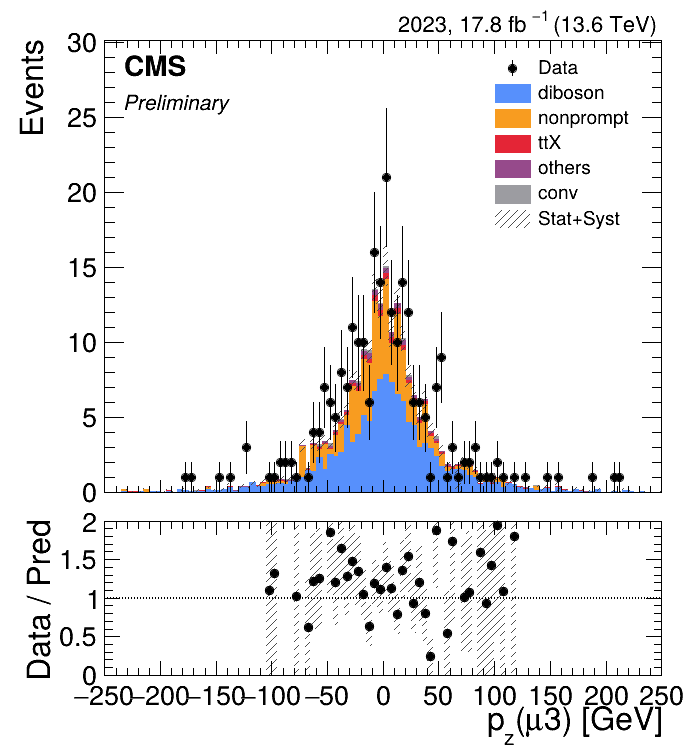 2023, 17.8 fb⁻¹ (13.6 TeV)
Events
30
25
20
15
10
5
0
CMS
Preliminary
Data
diboson
nonprompt
ttX
others
conv
Stat+Syst
Data / Pred
2
1.5
1
0.5
0
−250 −200 −150 −100 −50 0 50 100 150 200 250
p_z(μ3) [GeV]